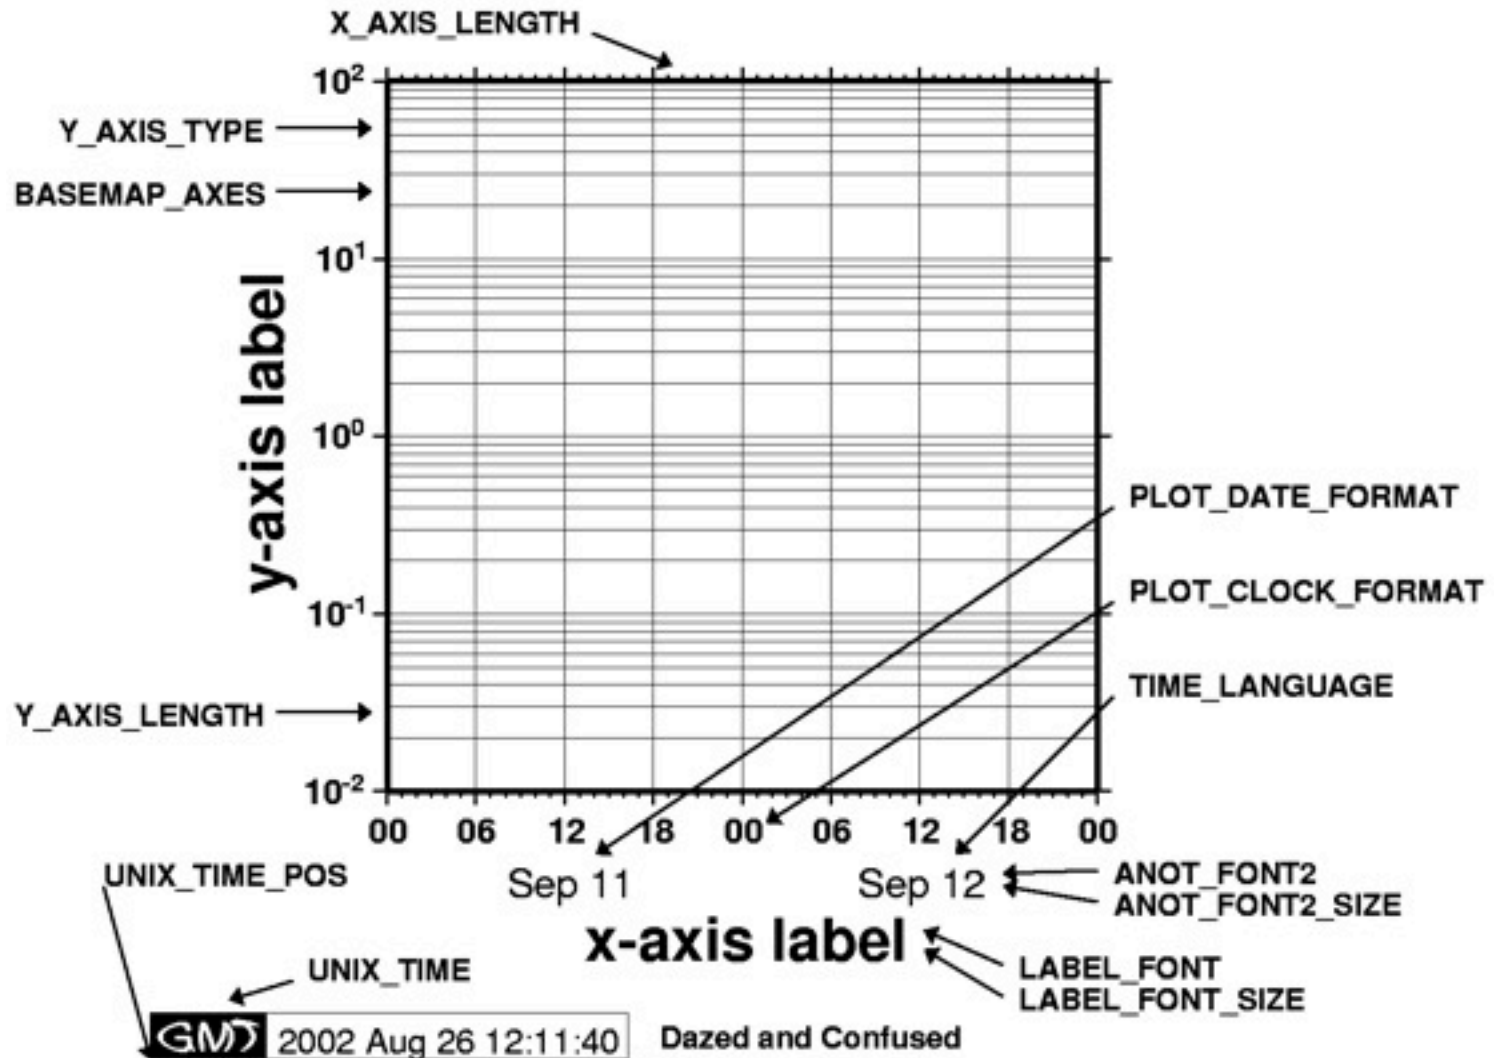 X_AXIS_LENGTH
10²
Y_AXIS_TYPE
BASEMAP_AXES
10¹
y-axis label
10⁰
PLOT_DATE_FORMAT
PLOT_CLOCK_FORMAT
10⁻¹
TIME_LANGUAGE
Y_AXIS_LENGTH
10⁻²
00 06 12 18 00 06 12 18 00
UNIX_TIME_POS
Sep 11 Sep 12
ANOT_FONT2
ANOT_FONT2_SIZE
x-axis label
UNIX_TIME
LABEL_FONT
LABEL_FONT_SIZE
GMT 2002 Aug 26 12:11:40 Dazed and Confused